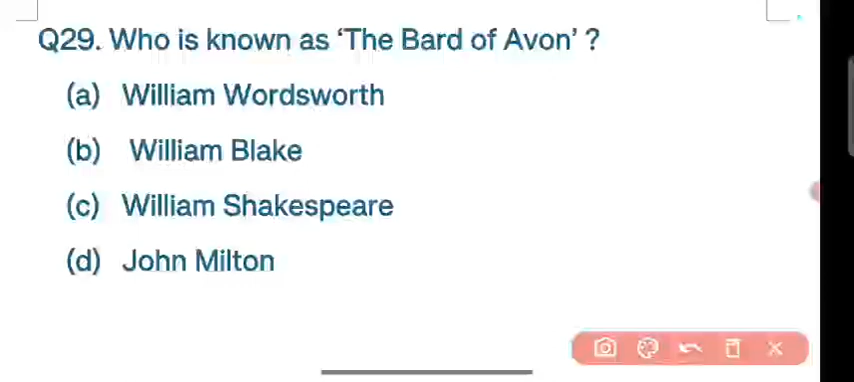 Q29. Who is known as ‘The Bard of Avon’ ?
(a) William Wordsworth
(b) William Blake
(c) William Shakespeare
(d) John Milton